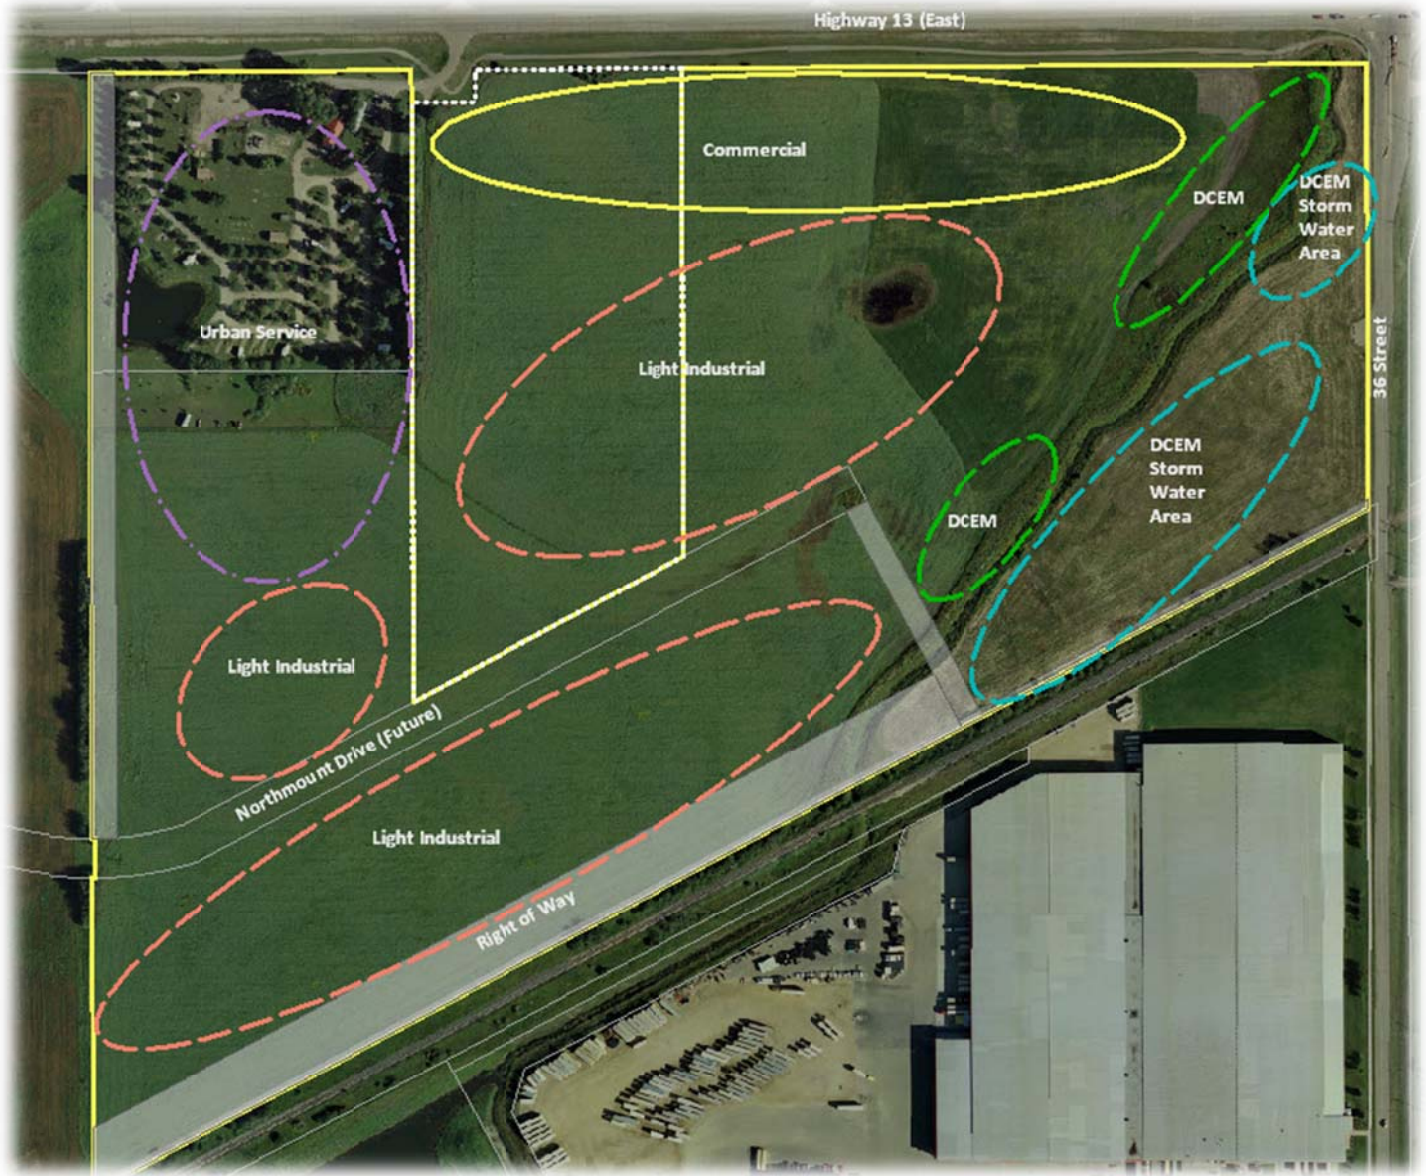 Highway 13 (East)
Commercial
DCEM
DCEM
Storm
Water
Area
Urban Service
Light Industrial
36 Street
DCEM
Storm
Water
Area
DCEM
Light Industrial
Northmount Drive (Future)
Light Industrial
Right of Way